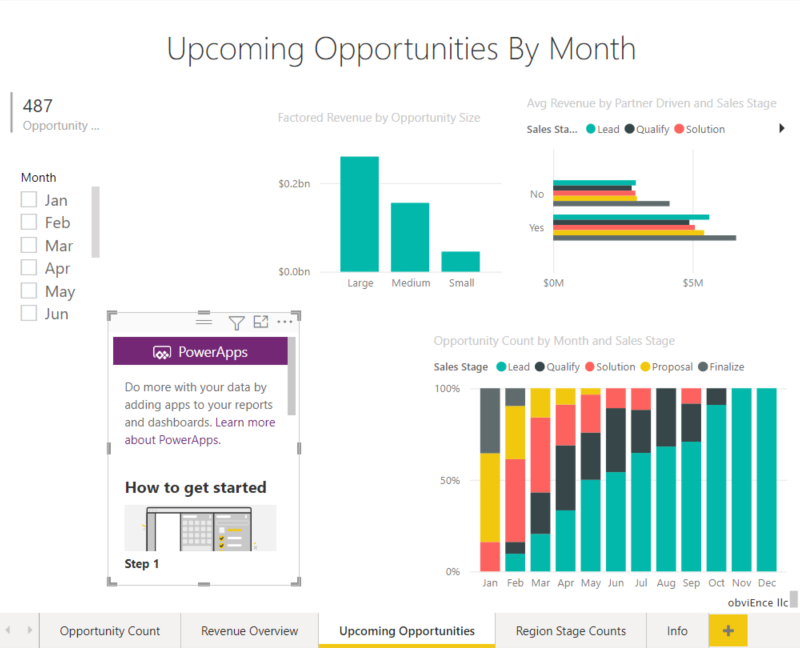 Upcoming Opportunities By Month
487
Opportunity ...
Month
Jan
Feb
Mar
Apr
May
Jun
Factored Revenue by Opportunity Size
$0.2bn
$0.0bn
Large Medium Small
Avg Revenue by Partner Driven and Sales Stage
Sales Sta... Lead Qualify Solution
No
Yes
$0M $5M
PowerApps
Do more with your data by
adding apps to your reports
and dashboards. Learn more
about PowerApps.
How to get started
Step 1
Opportunity Count by Month and Sales Stage
Sales Stage Lead Qualify Solution Proposal Finalize
100%
50%
0%
Jan Feb Mar Apr May Jun Jul Aug Sep Oct Nov Dec
obviEnce llc
Opportunity Count Revenue Overview Upcoming Opportunities Region Stage Counts Info +